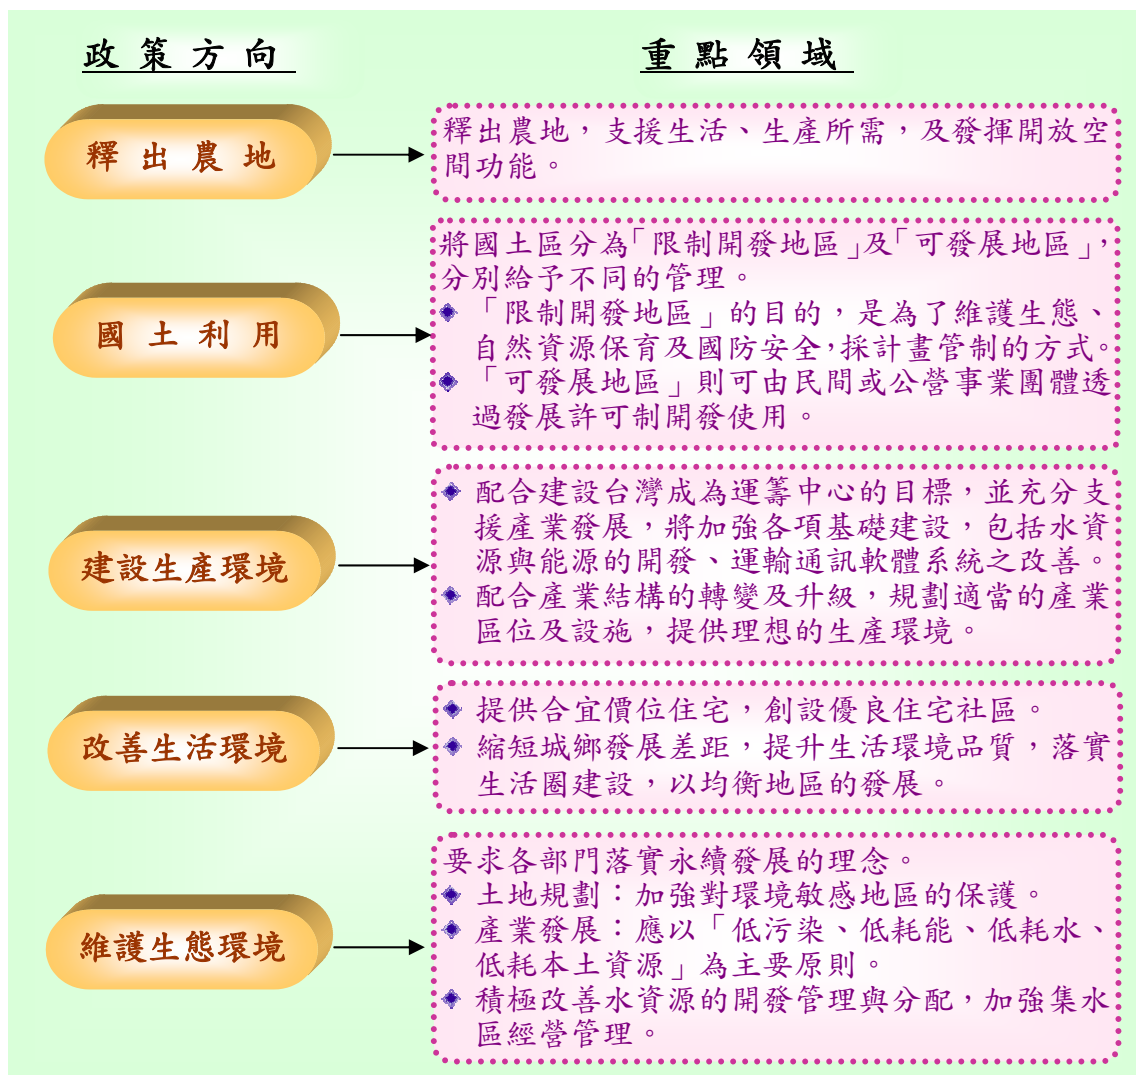 政策方向
重點領域
釋出農地
釋出農地，支援生活、生產所需，及發揮開放空
間功能。
國土利用
將國土區分為「限制開發地區」及「可發展地區」，
分別給予不同的管理。
「限制開發地區」的目的，是為了維護生態、
自然資源保育及國防安全，採計畫管制的方式。
「可發展地區」則可由民間或公營事業團體透
過發展許可制開發使用。
建設生產環境
配合建設台灣成為運籌中心的目標，並充分支
援產業發展，將加強各項基礎建設，包括水資
源與能源的開發、運輸通訊軟體系統之改善。
配合產業結構的轉變及升級，規劃適當的產業
區位及設施，提供理想的生產環境。
改善生活環境
提供合宜價位住宅，創設優良住宅社區。
縮短城鄉發展差距，提升生活環境品質，落實
生活圈建設，以均衡地區的發展。
維護生態環境
要求各部門落實永續發展的理念。
土地規劃：加強對環境敏感地區的保護。
產業發展：應以「低污染、低耗能、低耗水、
低耗本土資源」為主要原則。
積極改善水資源的開發管理與分配，加強集水
區經營管理。